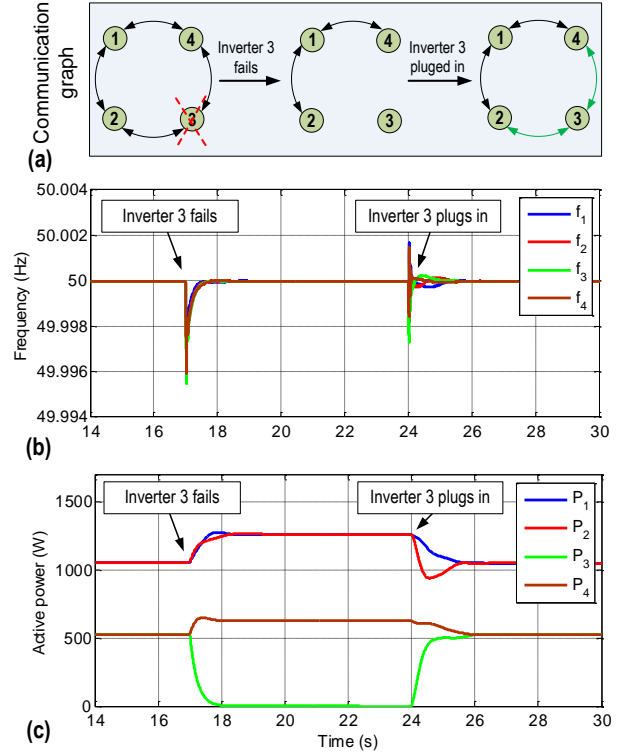 Communication graph
1 4 1 4 1 4
Inverter 3 fails
Inverter 3 pluged in
2 3 2 3 2 3
(a)
50.004
50.002
50
49.998
49.996
49.994
Frequency (Hz)
Inverter 3 fails
Inverter 3 plugs in
f1
f2
f3
f4
14 16 18 20 22 24 26 28 30
(b)
1500
1000
500
0
Active power (W)
Inverter 3 fails
Inverter 3 plugs in
P1
P2
P3
P4
14 16 18 20 22 24 26 28 30
Time (s)
(c)